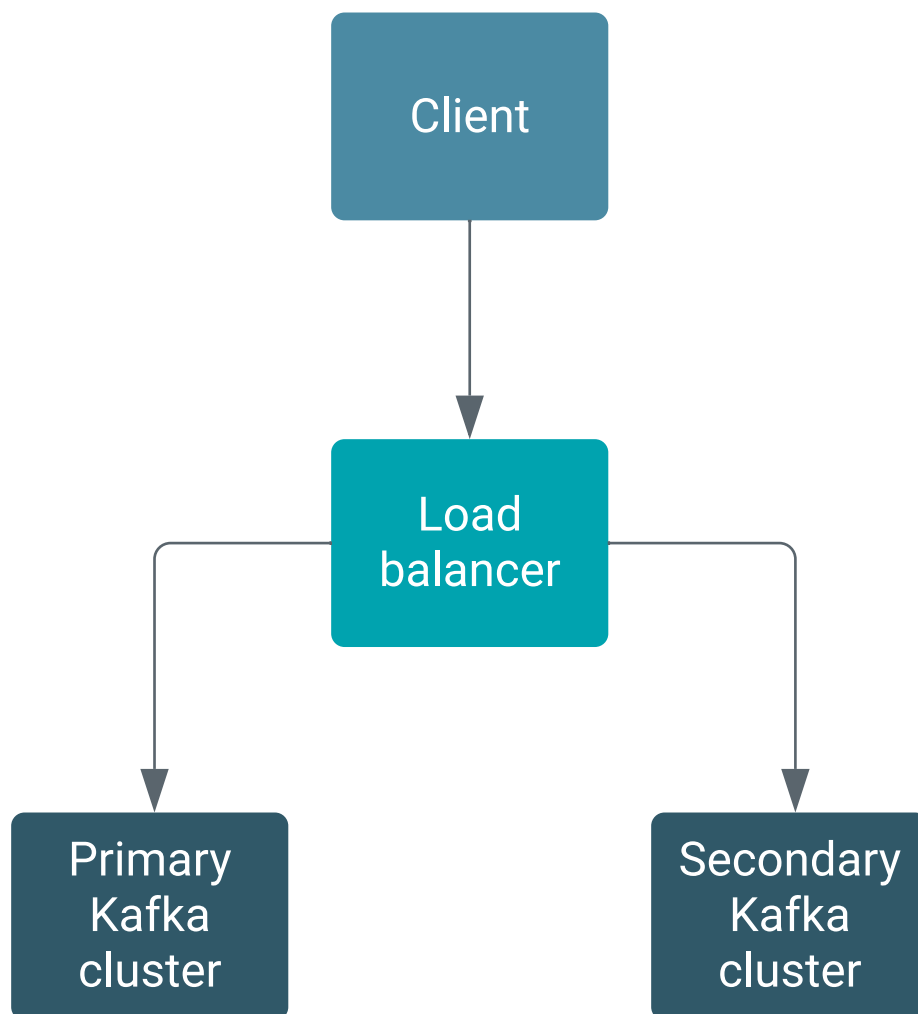 Client
Load
balancer
Primary
Kafka
cluster
Secondary
Kafka
cluster